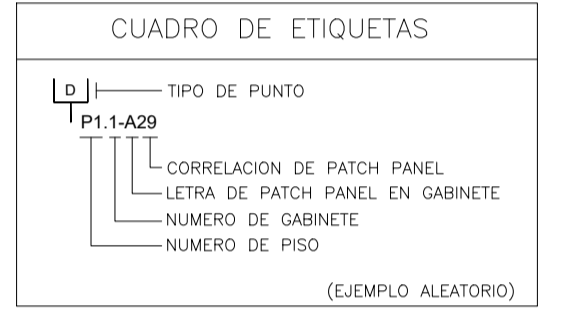 CUADRO DE ETIQUETAS
D TIPO DE PUNTO
P1.1-A29
CORRELACION DE PATCH PANEL
LETRA DE PATCH PANEL EN GABINETE
NUMERO DE GABINETE
NUMERO DE PISO
(EJEMPLO ALEATORIO)